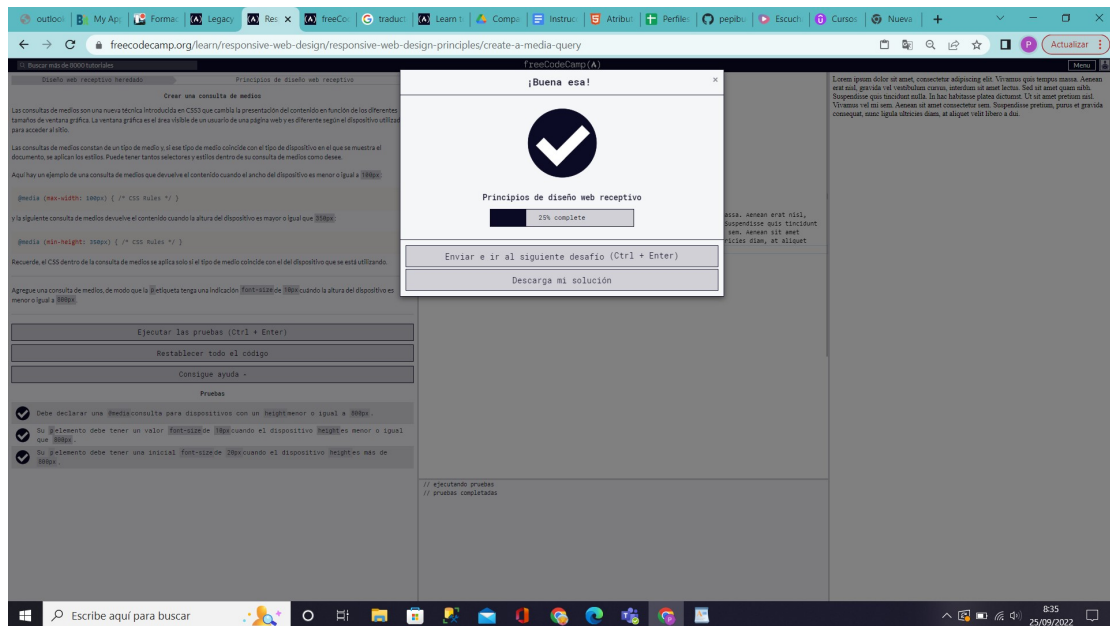 outlook
My Ap
Formac
Legacy
Res
freeCo
traduct
Learn t
Compa
Instruc
Atribut
Perfiles
pepibu
Escuch
Cursos
Nueva
freecodecamp.org/learn/responsive-web-design/responsive-web-design-principles/create-a-media-query
P
Actualizar
Buscar más de 8000 tutoriales
freeCodeCamp(A)
Menu
Diseño web receptivo heredado
Principios de diseño web receptivo
Crear una consulta de medios
Las consultas de medios son una nueva técnica introducida en CSS3 que cambia la presentación del contenido en función de los diferentes
tamaños de ventana gráfica. La ventana gráfica es el área visible de un usuario de una página web y es diferente según el dispositivo utilizad
para acceder al sitio.
Las consultas de medios constan de un tipo de medio y, si ese tipo de medio coincide con el tipo de dispositivo en el que se muestra el
documento, se aplican los estilos. Puede tener tantos selectores y estilos dentro de su consulta de medios como desee.
Aquí hay un ejemplo de una consulta de medios que devuelve el contenido cuando el ancho del dispositivo es menor o igual a 100px:
@media (max-width: 100px) { /* CSS Rules */ }
y la siguiente consulta de medios devuelve el contenido cuando la altura del dispositivo es mayor o igual que 350px:
@media (min-height: 350px) { /* CSS Rules */ }
Recuerde, el CSS dentro de la consulta de medios se aplica solo si el tipo de medio coincide con el del dispositivo que se está utilizando.
Agregue una consulta de medios, de modo que la p etiqueta tenga una indicación font-size de 10px cuando la altura del dispositivo es
menor o igual a 800px.
Ejecutar las pruebas (Ctrl + Enter)
Restablecer todo el código
Consigue ayuda
Pruebas
Debe declarar una @media consulta para dispositivos con un height menor o igual a 800px.
Su p elemento debe tener un valor font-size de 10px cuando el dispositivo height es menor o igual
que 800px.
Su p elemento debe tener una inicial font-size de 20px cuando el dispositivo height es más de
800px.
¡Buena esa!
×
Principios de diseño web receptivo
25% complete
Enviar e ir al siguiente desafío (Ctrl + Enter)
Descarga mi solución
assa. Aenean erat nisl,
Suspendisse quis tincidunt
sem. Aenean sit amet
ricies diam, at aliquet
// ejecutando pruebas
// pruebas completadas
Lorem ipsum dolor sit amet, consectetur adipiscing elit. Vivamus quis tempus massa. Aenean
erat nisl, gravida vel vestibulum cursus, interdum sit amet lectus. Sed sit amet quam nibh.
Suspendisse quis tincidunt nulla. In hac habitasse platea dictumst. Ut sit amet pretium nisl.
Vivamus vel mi sem. Aenean sit amet consectetur sem. Suspendisse pretium, purus et gravida
consequat, nunc ligula ultricies diam, at aliquet velit libero a dui.
Escribe aquí para buscar
8:35
25/09/2022